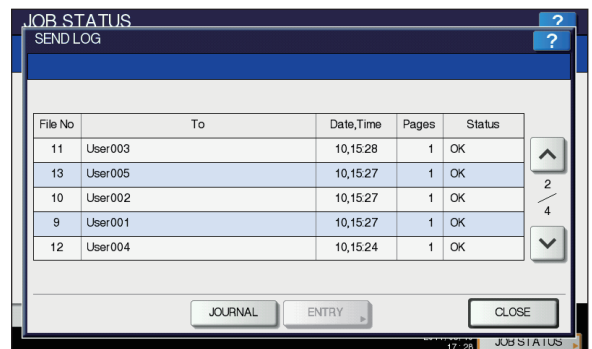 JOB STATUS ?
SEND LOG ?
File No To Date,Time Pages Status
11 User003 10,15:28 1 OK
13 User005 10,15:27 1 OK
10 User002 10,15:27 1 OK
9 User001 10,15:27 1 OK
12 User004 10,15:24 1 OK
2
4
JOURNAL ENTRY CLOSE
17:28 JOB STATUS